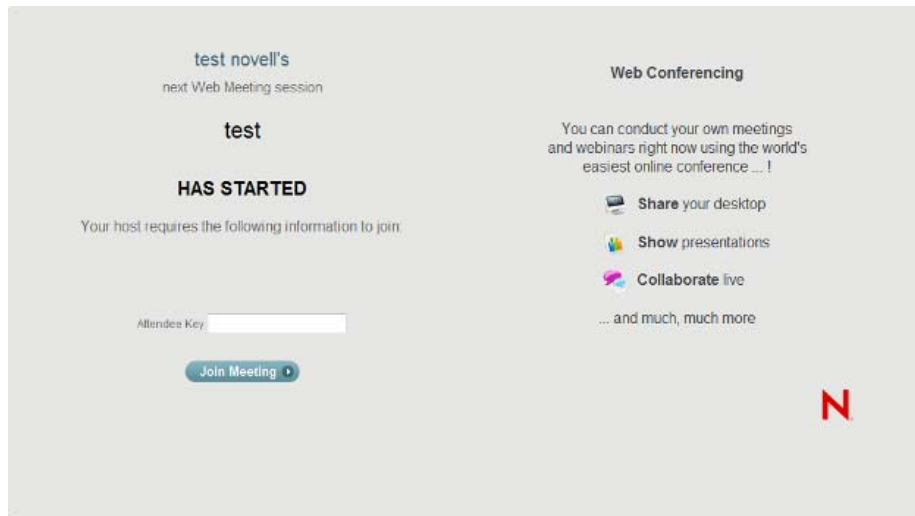 test novell's
next Web Meeting session
test
HAS STARTED
Your host requires the following information to join:
Attendee Key
Join Meeting
Web Conferencing
You can conduct your own meetings
and webinars right now using the world's
easiest online conference ... !
Share your desktop
Show presentations
Collaborate live
... and much, much more
N